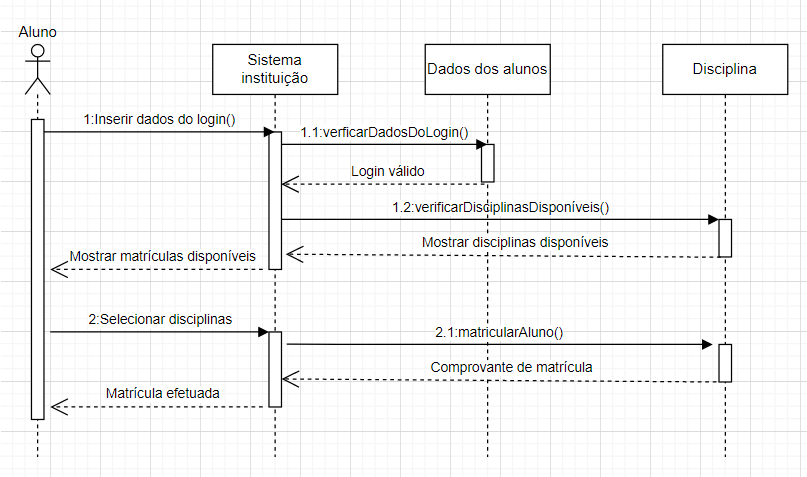 Aluno
Sistema
instituição
Dados dos alunos
Disciplina
1:Inserir dados do login()
1.1:verficarDadosDoLogin()
Login válido
1.2:verificarDisciplinasDisponíveis()
Mostrar disciplinas disponíveis
Mostrar matrículas disponíveis
2:Selecionar disciplinas
2.1:matricularAluno()
Comprovante de matrícula
Matrícula efetuada